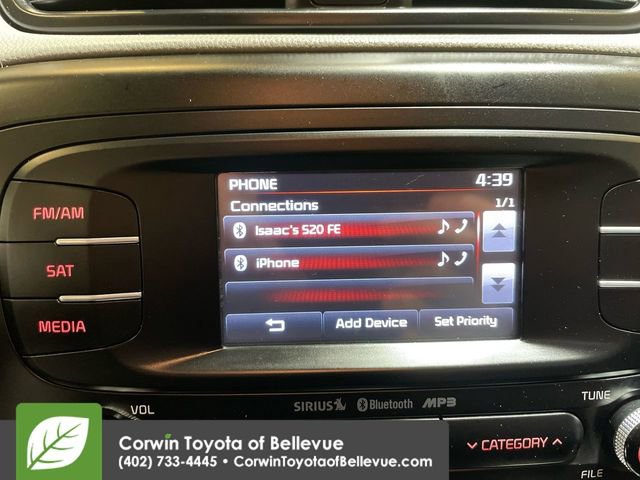 PHONE 4:39
Connections 1/1
Isaac's S20 FE
iPhone
Add Device Set Priority
FM/AM
SAT
MEDIA
VOL
SIRIUS Bluetooth MP3
TUNE
CATEGORY
FILE
Corwin Toyota of Bellevue
(402) 733-4445 • CorwinToyotaofBellevue.com